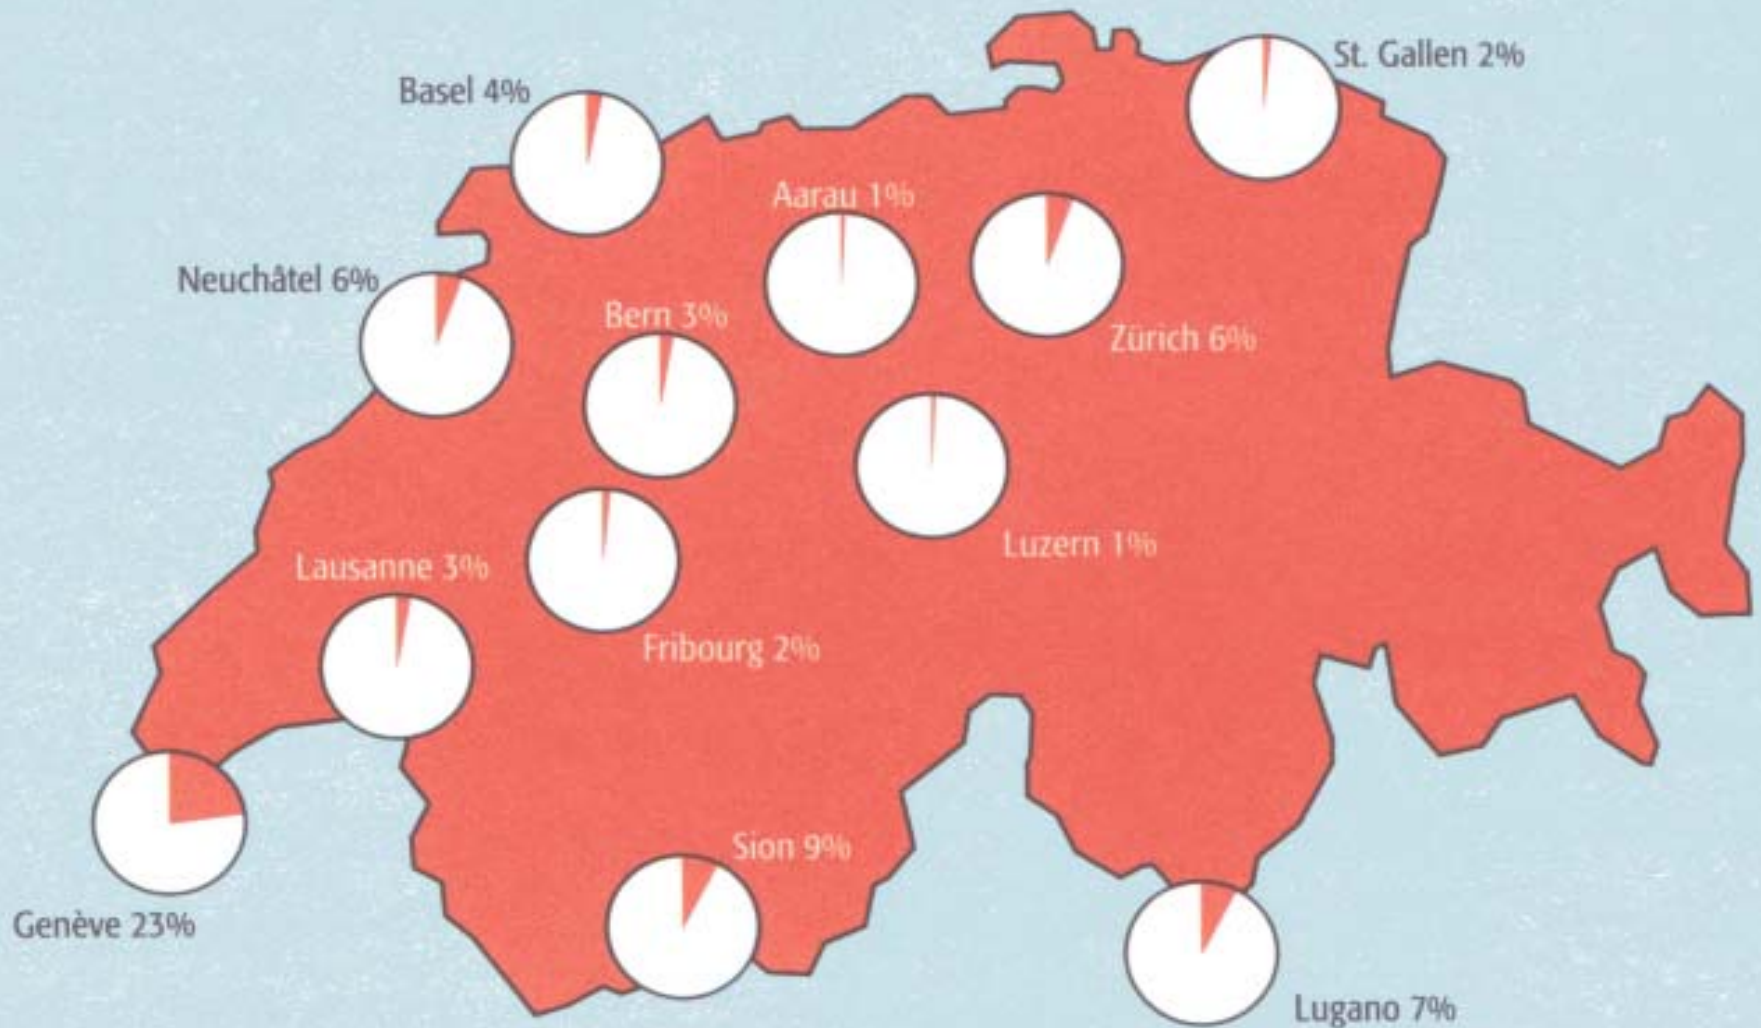 St. Gallen 2%
Basel 4%
Aarau 1%
Neuchâtel 6%
Bern 3%
Zürich 6%
Luzern 1%
Lausanne 3%
Fribourg 2%
Sion 9%
Genève 23%
Lugano 7%